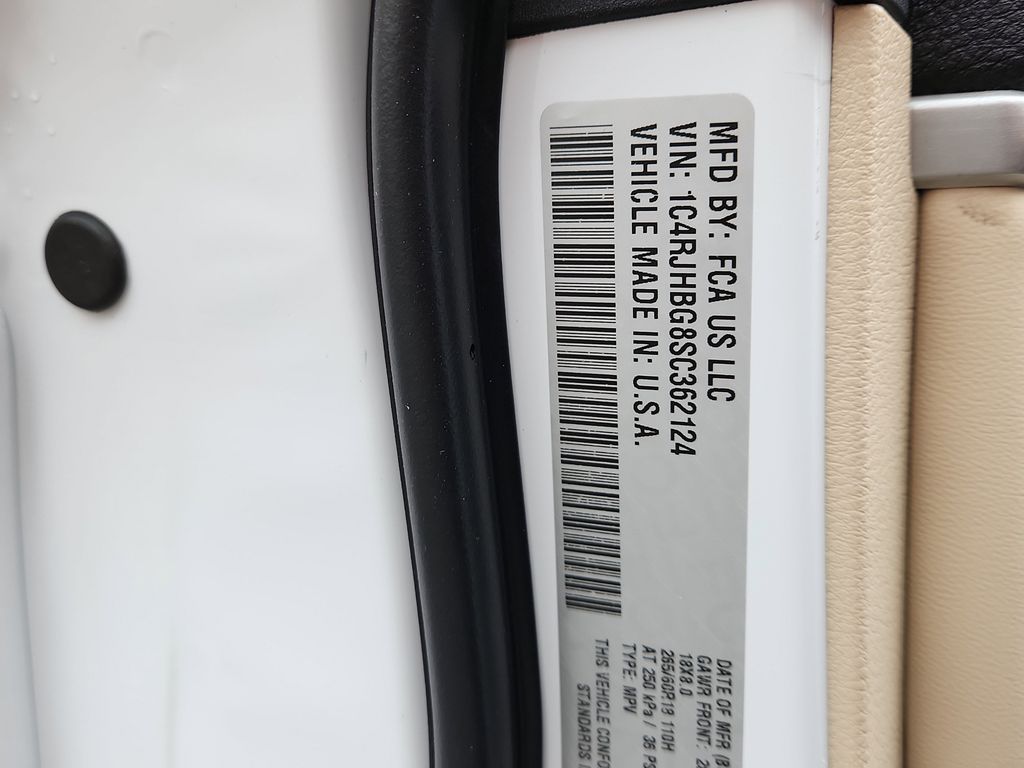 MFD BY: FCA US LLC
VIN: 1C4RJHBG8SC362124
VEHICLE MADE IN: U.S.A.
DATE OF MFR (B
GAWR FRONT:
18X8.0
265/60R18 110H
AT 250 kPa / 36 PS
TYPE: MPV
THIS VEHICLE CONFO
STANDARDS I